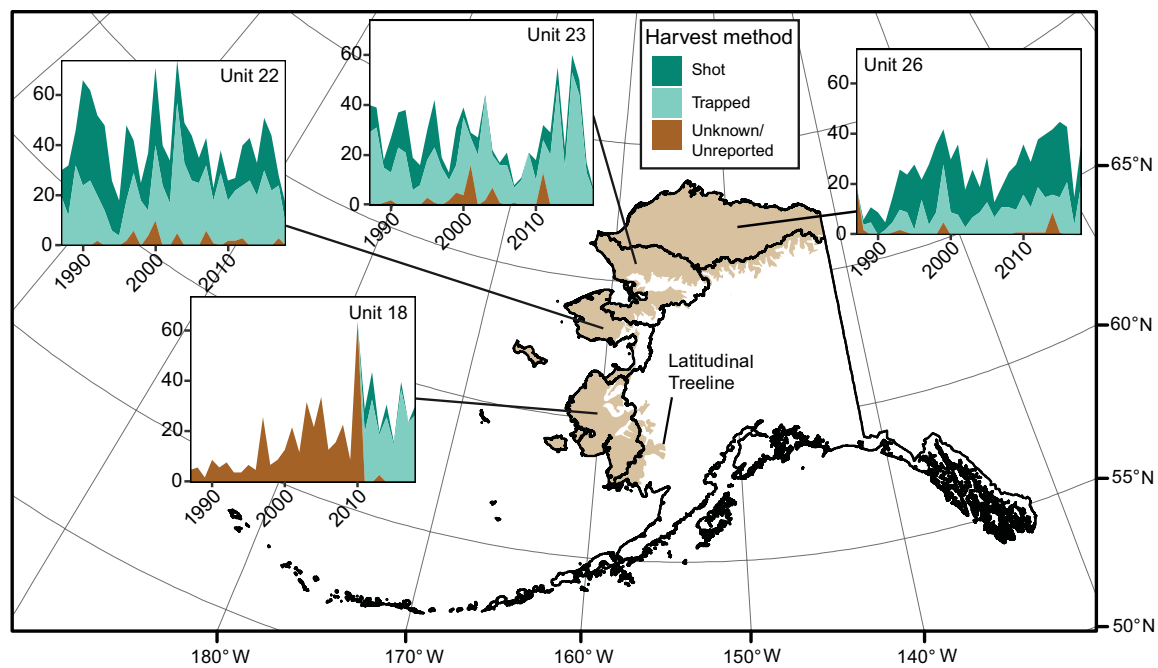 Unit 22
60
40
20
0
1990
2000
2010
Unit 23
60
40
20
0
1990
2000
2010
Harvest method
Shot
Trapped
Unknown/
Unreported
Unit 26
60
40
20
0
1990
2000
2010
Unit 18
60
40
20
0
1990
2000
2010
Latitudinal
Treeline
65°N
60°N
55°N
50°N
180° W
170° W
160° W
150°W
140° W